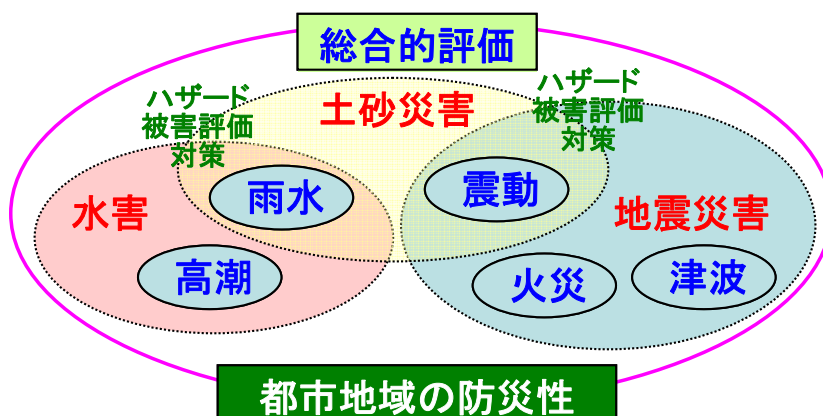 総合的評価
ハザード
被害評価
対策
土砂災害
ハザード
被害評価
対策
水害
雨水
震動
地震災害
高潮
火災
津波
都市地域の防災性